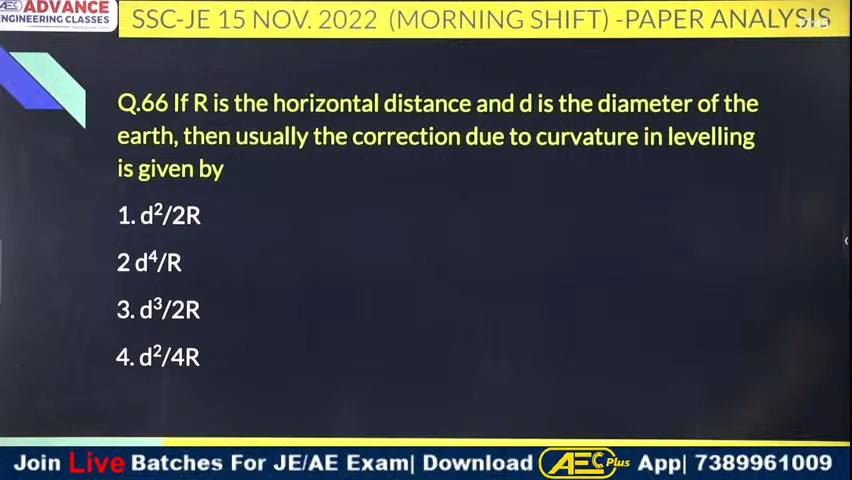 AEC ADVANCE
ENGINEERING CLASSES
SSC-JE 15 NOV. 2022 (MORNING SHIFT) -PAPER ANALYSIS
Q.66 If R is the horizontal distance and d is the diameter of the
earth, then usually the correction due to curvature in levelling
is given by
1. d²/2R
2 d⁴/R
3. d³/2R
4. d²/4R
Join Live Batches For JE/AE Exam| Download AEC Plus App| 7389961009